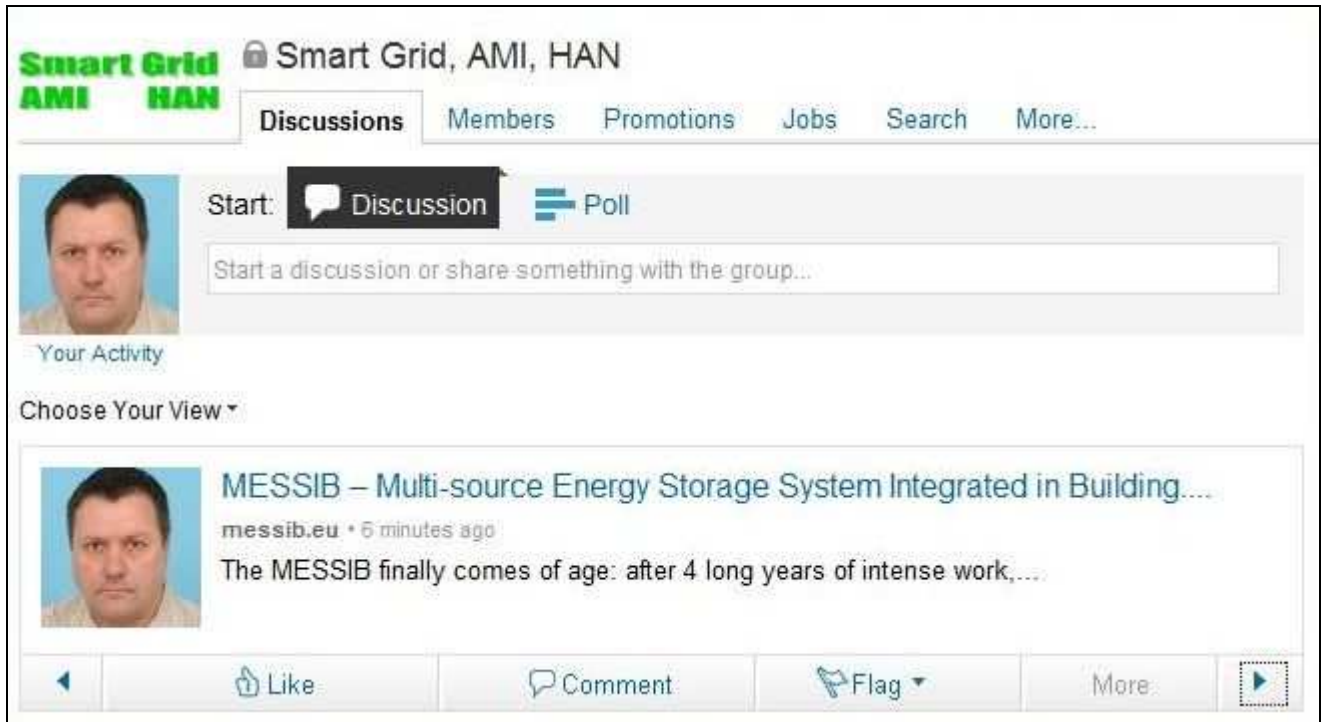 Smart Grid
AMI HAN
Smart Grid, AMI, HAN
Discussions Members Promotions Jobs Search More...
Start: Discussion Poll
Start a discussion or share something with the group...
Your Activity
Choose Your View
MESSIB – Multi-source Energy Storage System Integrated in Building....
messib.eu • 6 minutes ago
The MESSIB finally comes of age: after 4 long years of intense work,...
Like Comment Flag More